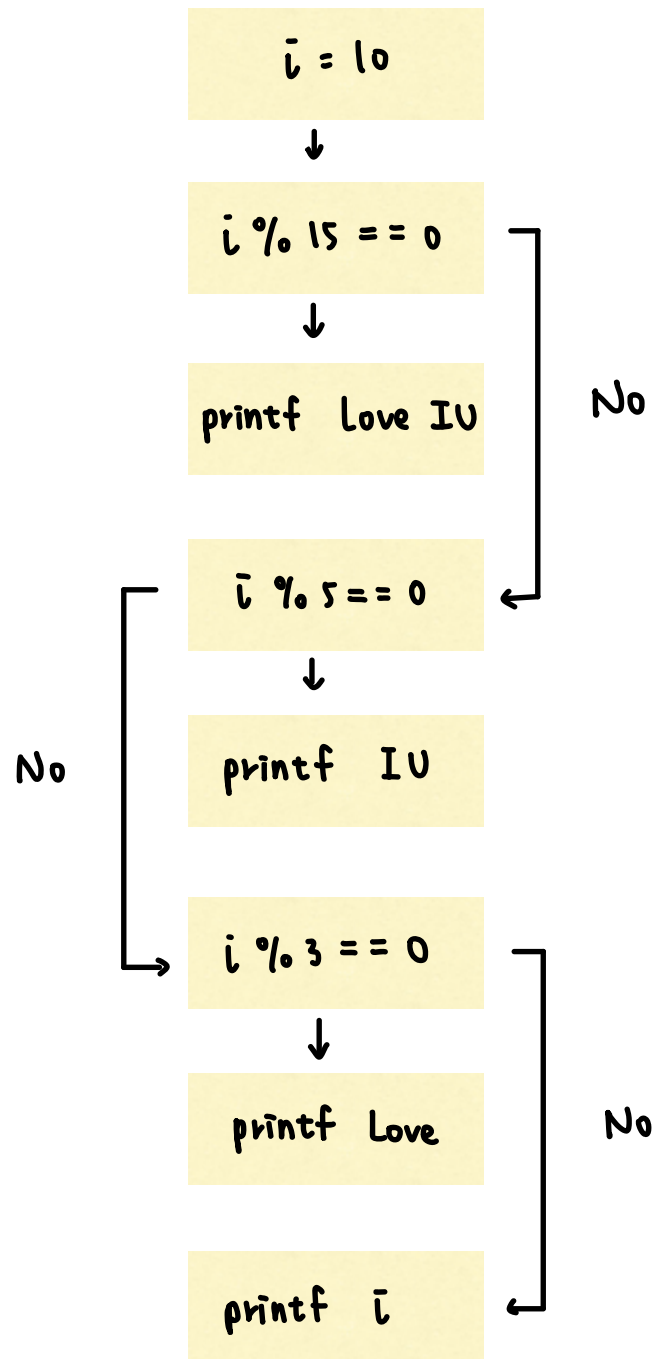 i = 10
i % 15 == 0
No
printf Love IU
i % 5 == 0
No
printf IU
i % 3 == 0
No
printf Love
printf i